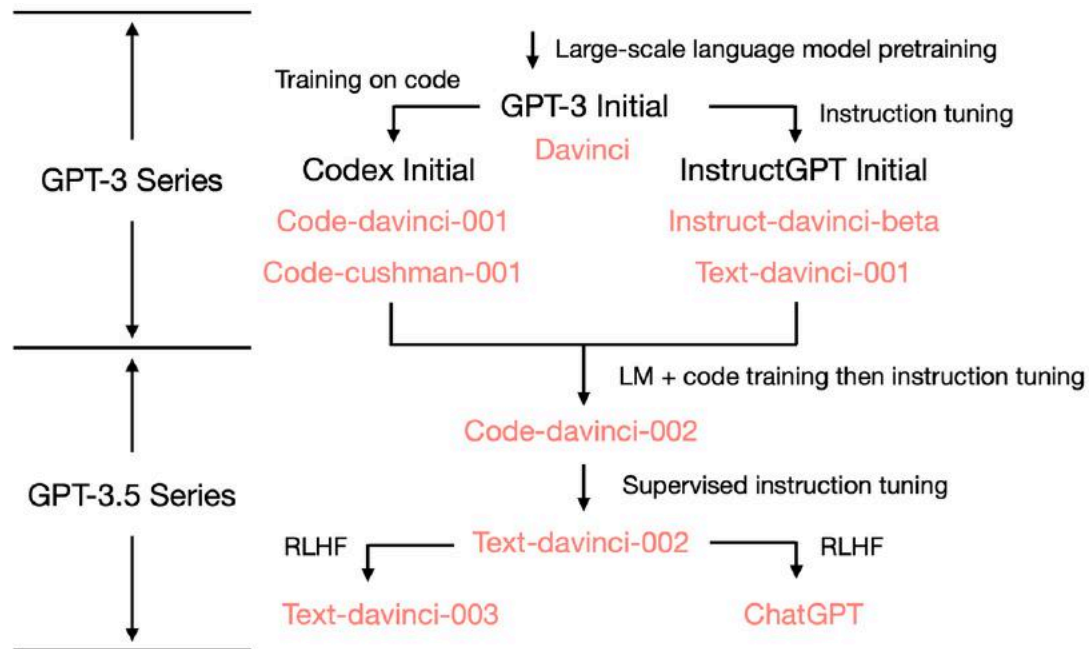 Large-scale language model pretraining
Training on code
GPT-3 Initial
Instruction tuning
Davinci
GPT-3 Series
Codex Initial
InstructGPT Initial
Code-davinci-001
Instruct-davinci-beta
Code-cushman-001
Text-davinci-001
LM + code training then instruction tuning
Code-davinci-002
GPT-3.5 Series
Supervised instruction tuning
RLHF
Text-davinci-002
RLHF
Text-davinci-003
ChatGPT